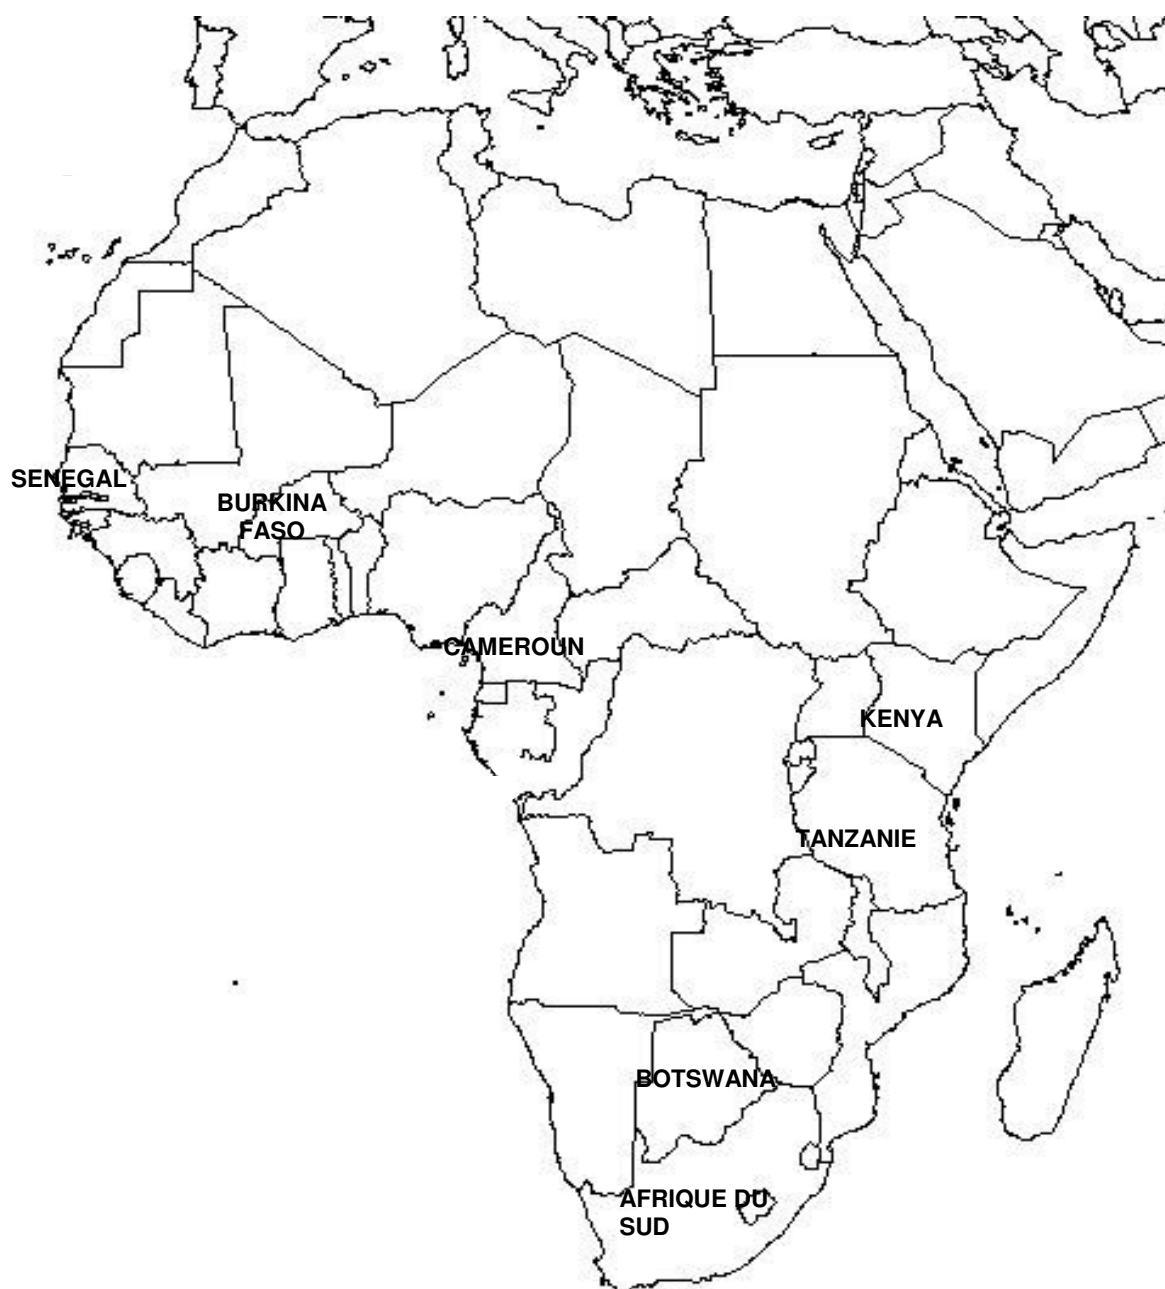 SENEGAL
BURKINA
FASO
CAMEROUN
KENYA
TANZANIE
BOTSWANA
AFRIQUE DU
SUD